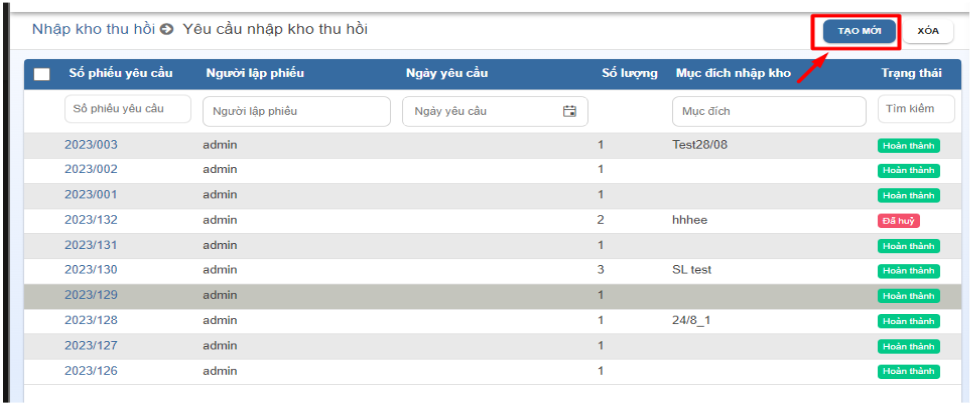 Nhập kho thu hồi Yêu cầu nhập kho thu hồi TẠO MỚI XÓA
Số phiếu yêu cầu Người lập phiếu Ngày yêu cầu Số lượng Mục đích nhập kho Trạng thái
Số phiếu yêu cầu Người lập phiếu Ngày yêu cầu Mục đích Tìm kiếm
2023/003 admin 1 Test28/08 Hoàn thành
2023/002 admin 1 Hoàn thành
2023/001 admin 1 Hoàn thành
2023/132 admin 2 hhhee Đã huỷ
2023/131 admin 1 Hoàn thành
2023/130 admin 3 SL test Hoàn thành
2023/129 admin 1 Hoàn thành
2023/128 admin 1 24/8_1 Hoàn thành
2023/127 admin 1 Hoàn thành
2023/126 admin 1 Hoàn thành